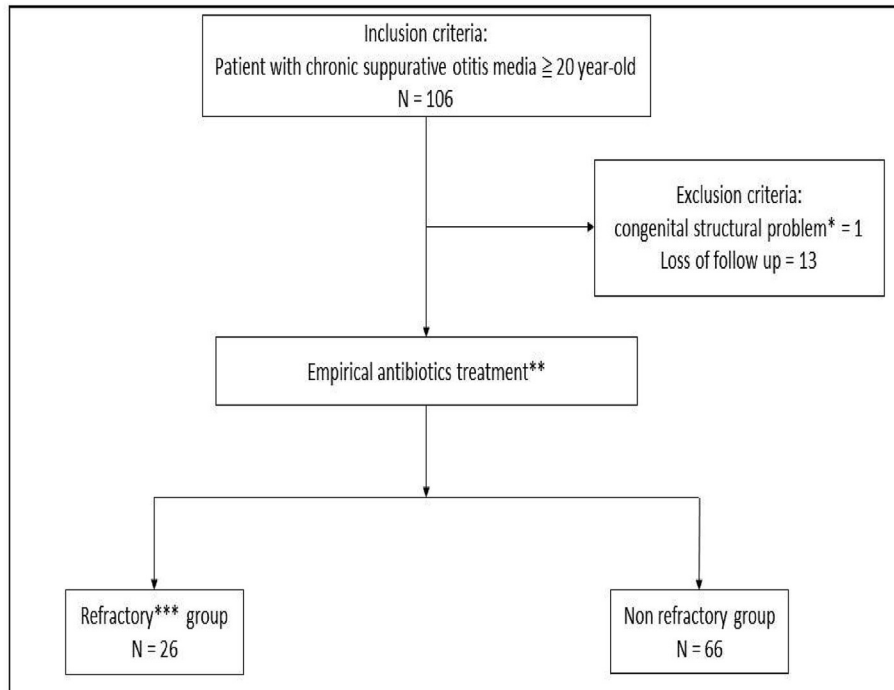 Inclusion criteria:
Patient with chronic suppurative otitis media ≧ 20 year-old
N = 106
Exclusion criteria:
congenital structural problem* = 1
Loss of follow up = 13
Empirical antibiotics treatment**
Refractory*** group
N = 26
Non refractory group
N = 66